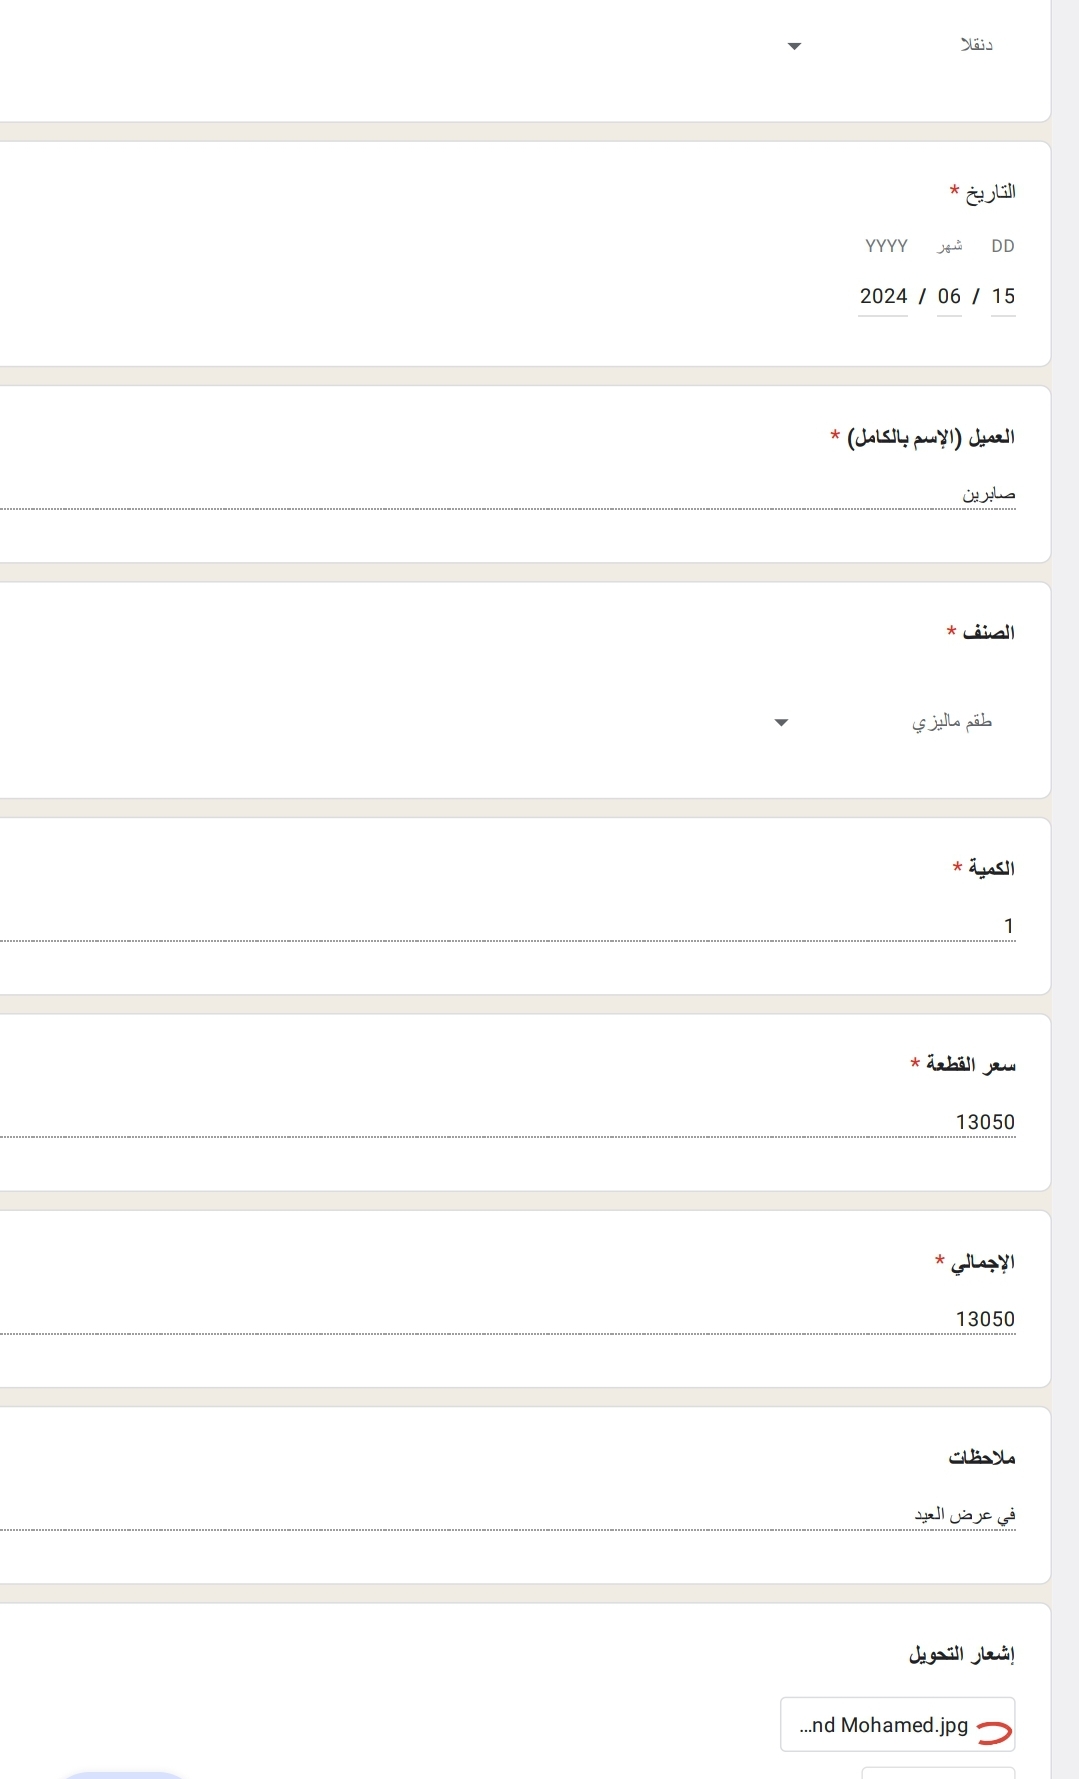 دنقلا
التاريخ *
DD شهر YYYY
15 / 06 / 2024
العميل (الإسم بالكامل) *
صابرين
الصنف *
طقم ماليزي
الكمية *
1
سعر القطعة *
13050
الإجمالي *
13050
ملاحظات
في عرض العيد
إشعار التحويل
...nd Mohamed.jpg